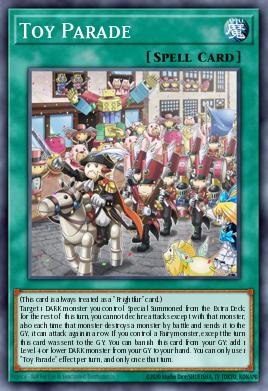 TOY PARADE
魔
[SPELL CARD]
(This card is always treated as a "Frightfur" card.)
Target 1 DARK monster you control Special Summoned from the Extra Deck;
for the rest of this turn, you cannot declare attacks except with that monster,
also each time that monster destroys a monster by battle and sends it to the
GY, it can attack again in a row. If you control a Fairy monster, except the turn
this card was sent to the GY: You can banish this card from your GY; add 1
Level 4 or lower DARK monster from your GY to your hand. You can only use 1
"Toy Parade" effect per turn, and only once that turn.